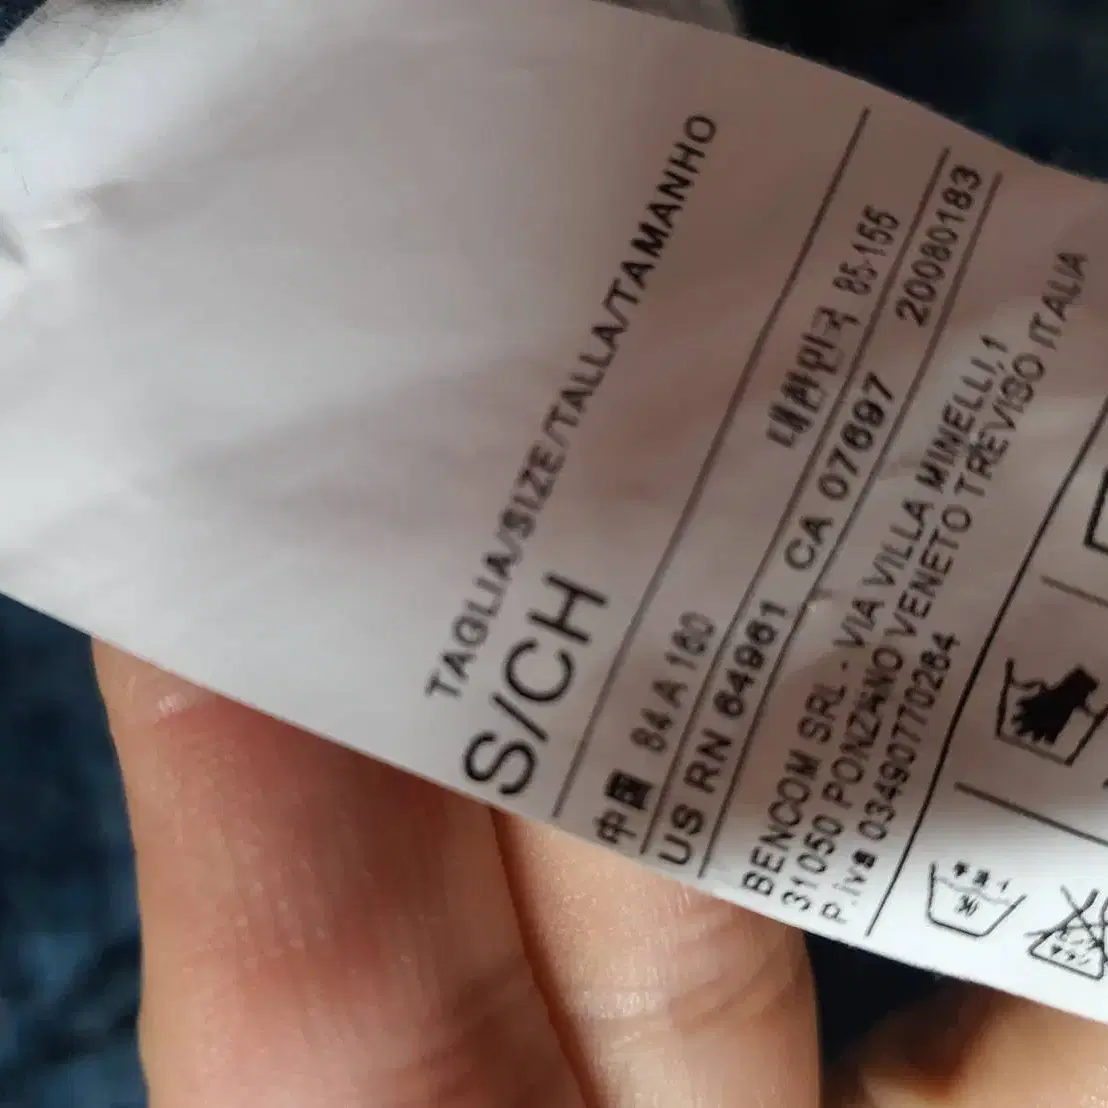 TAGLIA/SIZE/TALLA/TAMANHO
S/CH
中國 84 A 160 대한민국 85-155
US RN 64961 CA 07697 20080183
BENCOM SRL - VIA VILLA MINELLI,1
31050 PONZANO VENETO TREVISO ITALIA
P.iva 03490770264